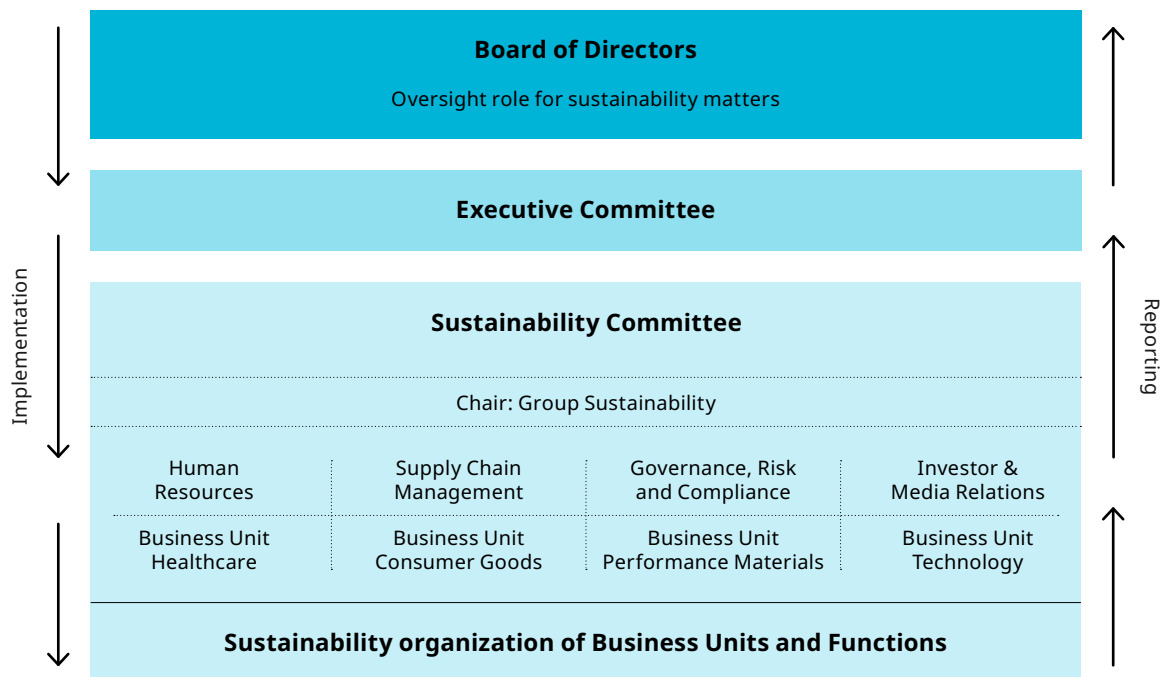 Board of Directors
Oversight role for sustainability matters
Executive Committee
Implementation
Reporting
Sustainability Committee
Chair: Group Sustainability
Human
Resources
Supply Chain
Management
Governance, Risk
and Compliance
Investor &
Media Relations
Business Unit
Healthcare
Business Unit
Consumer Goods
Business Unit
Performance Materials
Business Unit
Technology
Sustainability organization of Business Units and Functions